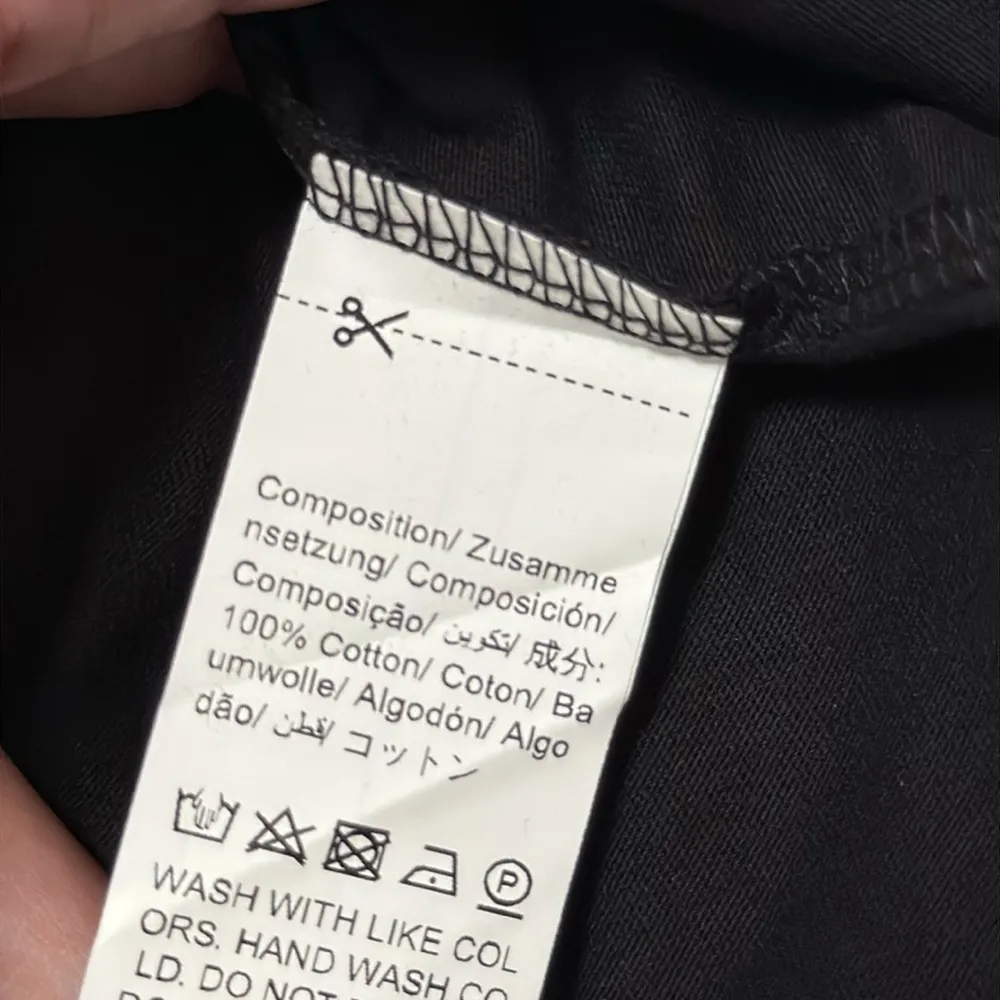 Composition/ Zusamme
nsetzung/ Composición/
Composição/ تكوين/ 成分:
100% Cotton/ Coton/ Ba
umwolle/ Algodón/ Algo
dão/ قطن/ コットン
P
WASH WITH LIKE COL
ORS. HAND WASH CO
LD. DO NOT